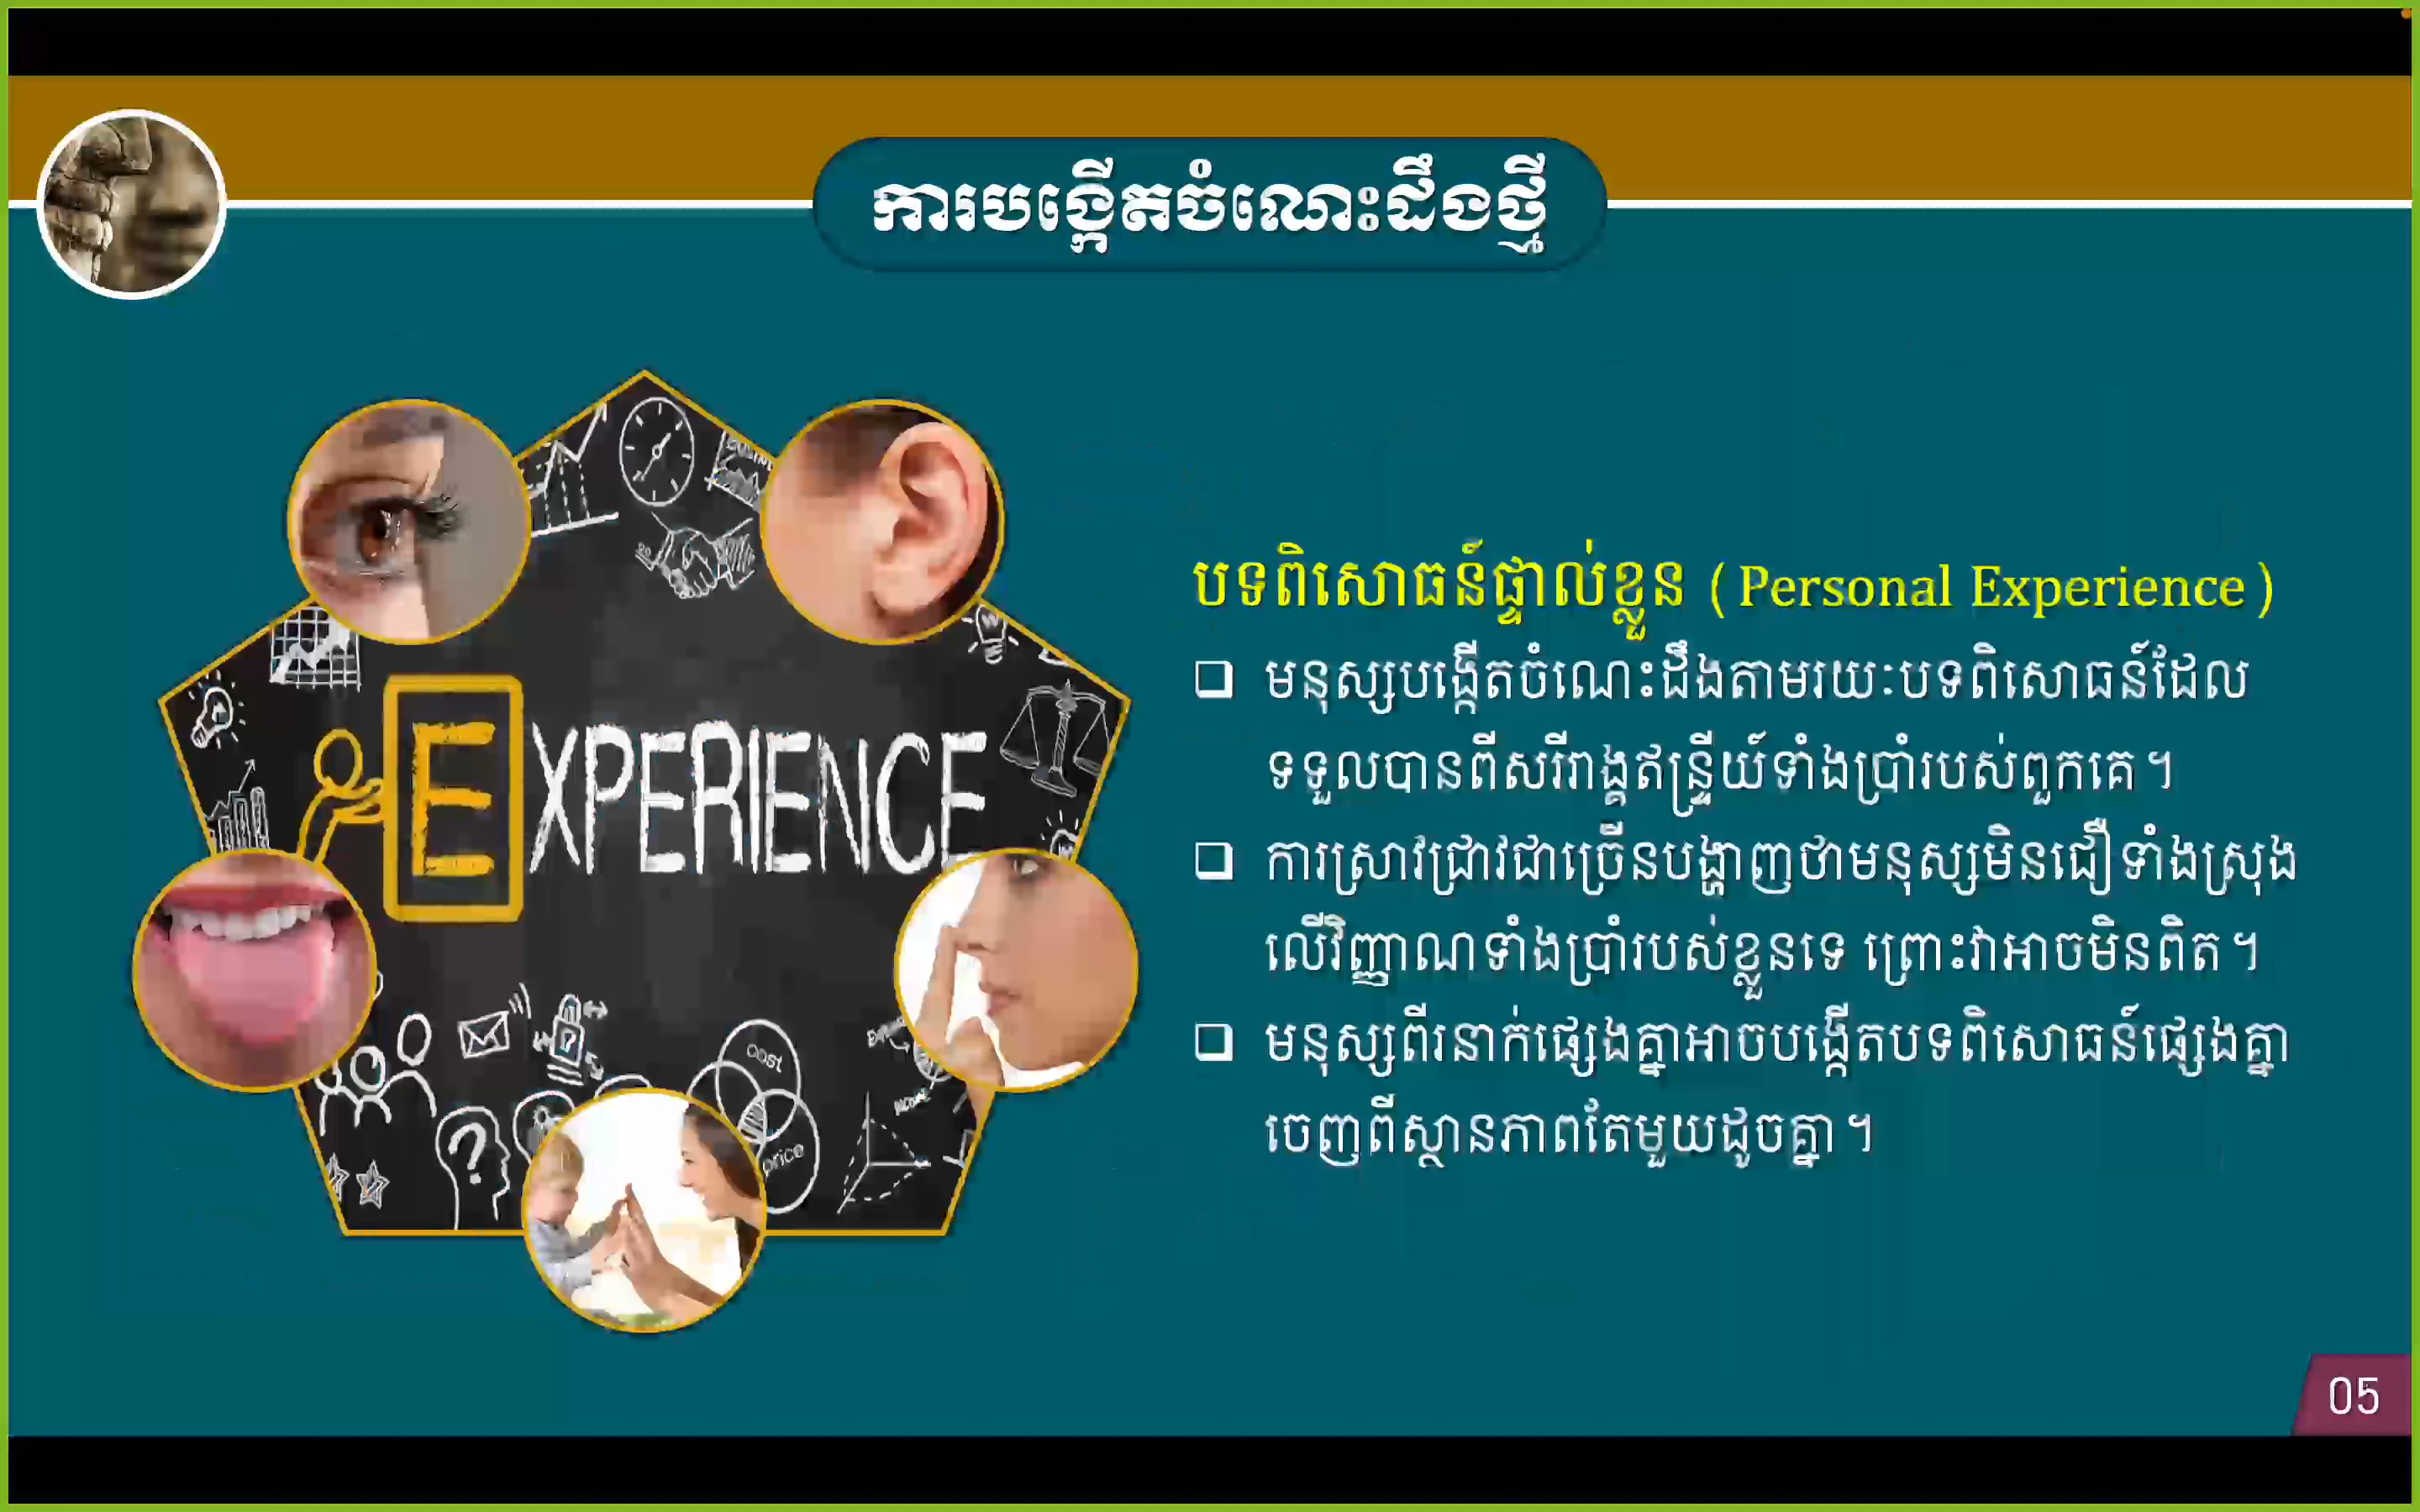 ការបង្កើតចំណេះដឹងថ្មី
EXPERIENCE
cost
price
បទពិសោធន៍ផ្ទាល់ខ្លួន (Personal Experience)
❑ មនុស្សបង្កើតចំណេះដឹងតាមរយៈបទពិសោធន៍ដែល
ទទួលបានពីសរីរាង្គឥន្ទ្រីយ៍ទាំងប្រាំរបស់ពួកគេ។
❑ ការស្រាវជ្រាវជាច្រើនបង្ហាញថាមនុស្សមិនជឿទាំងស្រុង
លើវិញ្ញាណទាំងប្រាំរបស់ខ្លួនទេ ព្រោះវាអាចមិនពិត។
❑ មនុស្សពីរនាក់ផ្សេងគ្នាអាចបង្កើតបទពិសោធន៍ផ្សេងគ្នា
ចេញពីស្ថានភាពតែមួយដូចគ្នា។
05